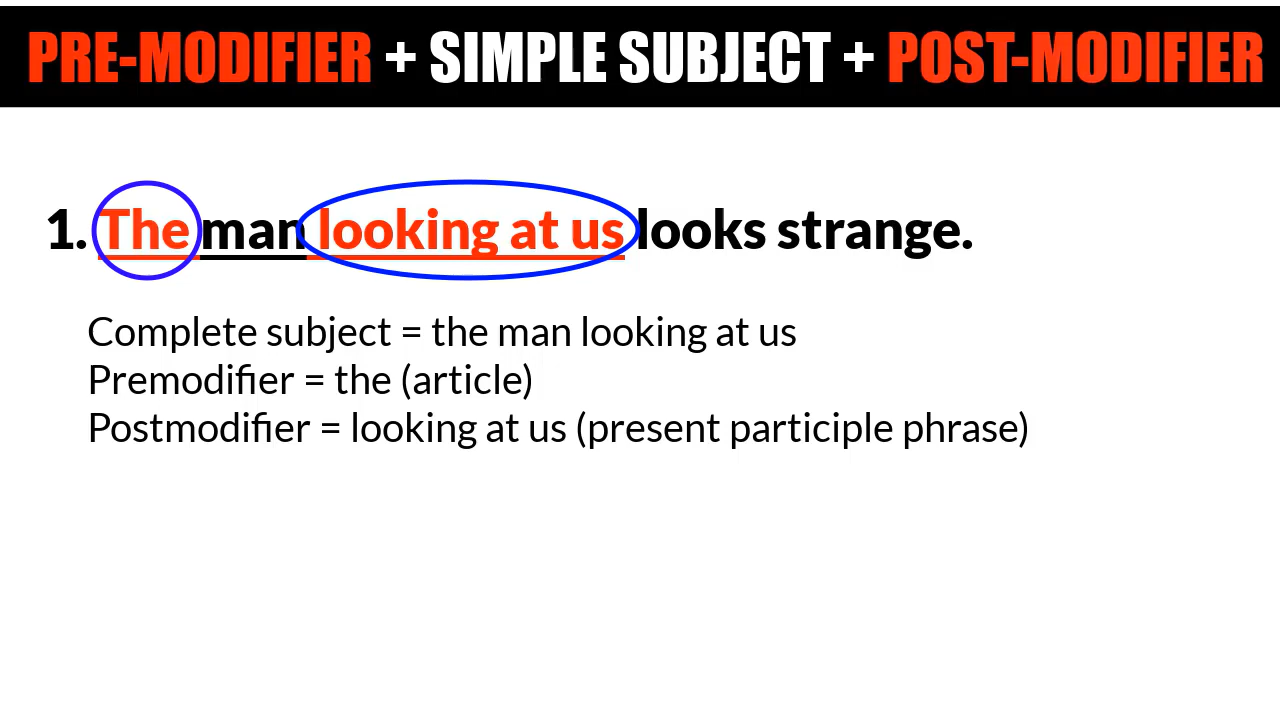 PRE-MODIFIER + SIMPLE SUBJECT + POST-MODIFIER
1. The man looking at us looks strange.
Complete subject = the man looking at us
Premodifier = the (article)
Postmodifier = looking at us (present participle phrase)